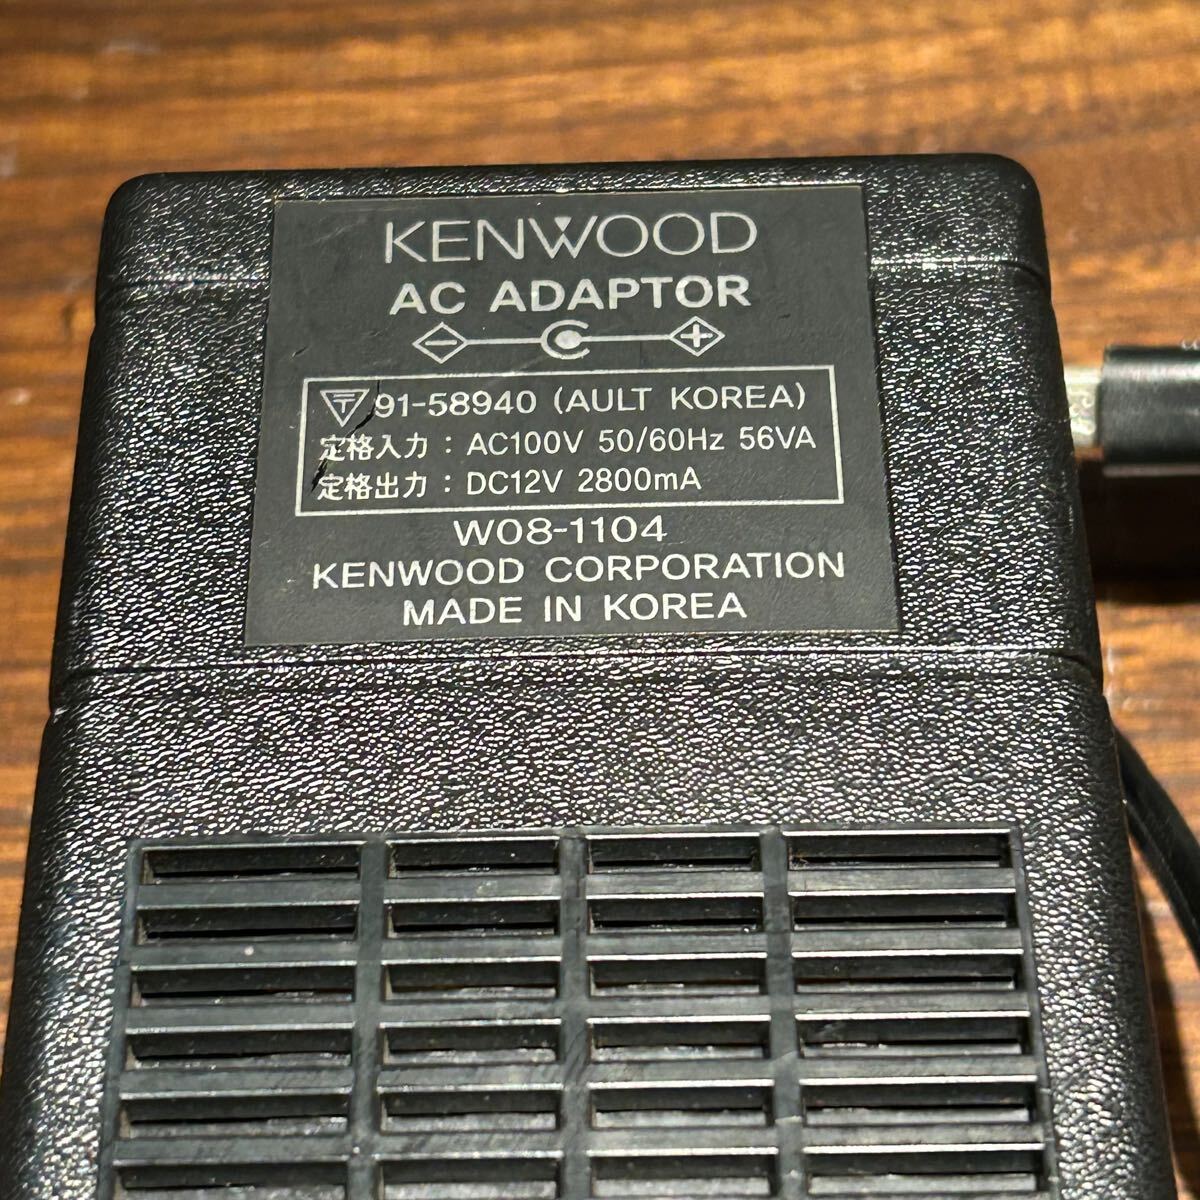 KENWOOD
AC ADAPTOR
− +
〒 91-58940 (AULT KOREA)
定格入力 : AC100V 50/60Hz 56VA
定格出力 : DC12V 2800mA
W08-1104
KENWOOD CORPORATION
MADE IN KOREA